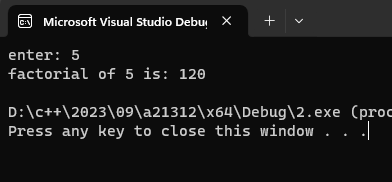 Microsoft Visual Studio Debug
enter: 5
factorial of 5 is: 120
D:\c++\2023\09\a21312\x64\Debug\2.exe (proc
Press any key to close this window . . .